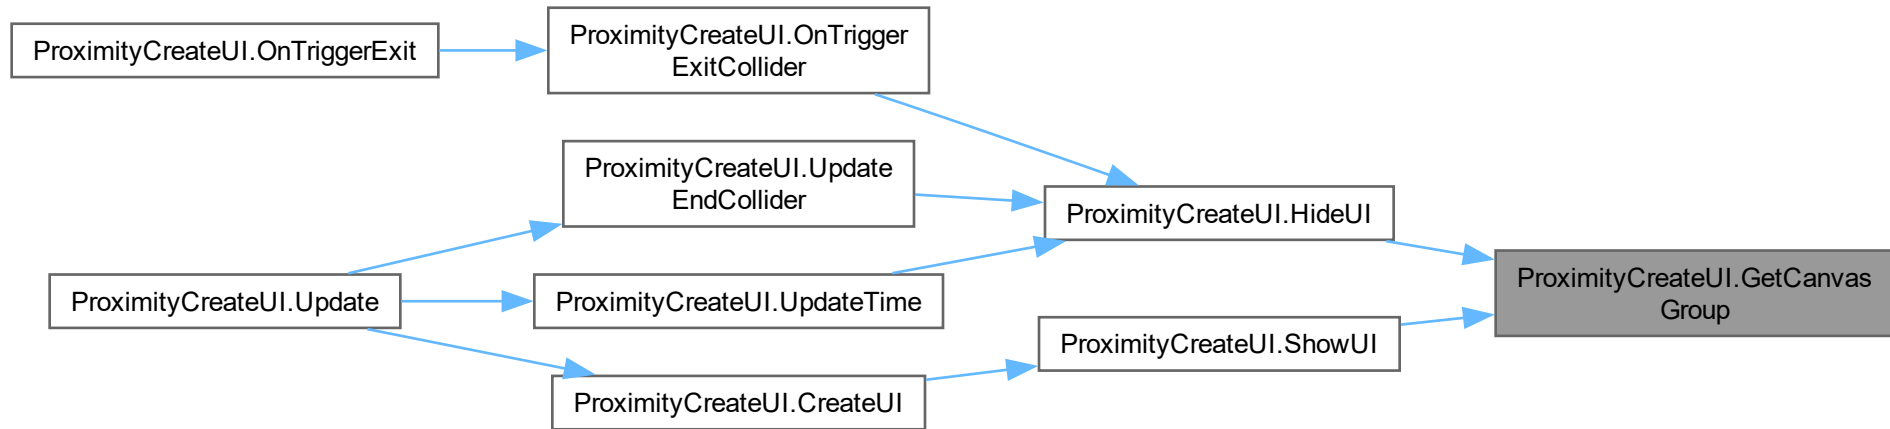 ProximityCreateUI.OnTriggerExit
ProximityCreateUI.OnTrigger
ExitCollider
ProximityCreateUI.Update
EndCollider
ProximityCreateUI.HideUI
ProximityCreateUI.GetCanvas
Group
ProximityCreateUI.Update
ProximityCreateUI.UpdateTime
ProximityCreateUI.ShowUI
ProximityCreateUI.CreateUI